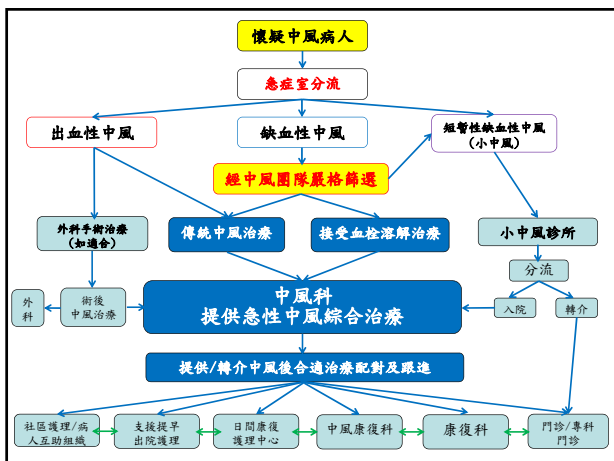 懷疑中風病人
急症室分流
出血性中風
缺血性中風
短暫性缺血性中風
(小中風)
經中風團隊嚴格篩選
外科手術治療
(如適合)
傳統中風治療
接受血栓溶解治療
小中風診所
分流
外
科
術後
中風治療
中風科
提供急性中風綜合治療
入院
轉介
提供/轉介中風後合適治療配對及跟進
社區護理/病
人互助組織
支援提早
出院護理
日間康復
護理中心
中風康復科
康復科
門診/專科
門診